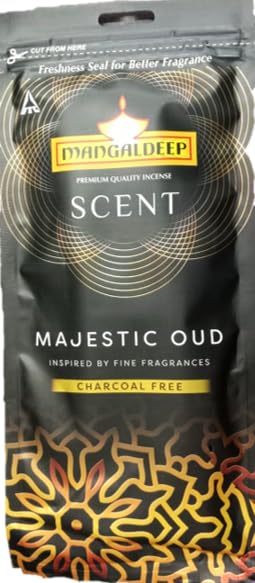 CUT FROM HERE
Freshness Seal for Better Fragrance
MANGALDEEP
PREMIUM QUALITY INCENSE
SCENT
MAJESTIC OUD
INSPIRED BY FINE FRAGRANCES
CHARCOAL FREE